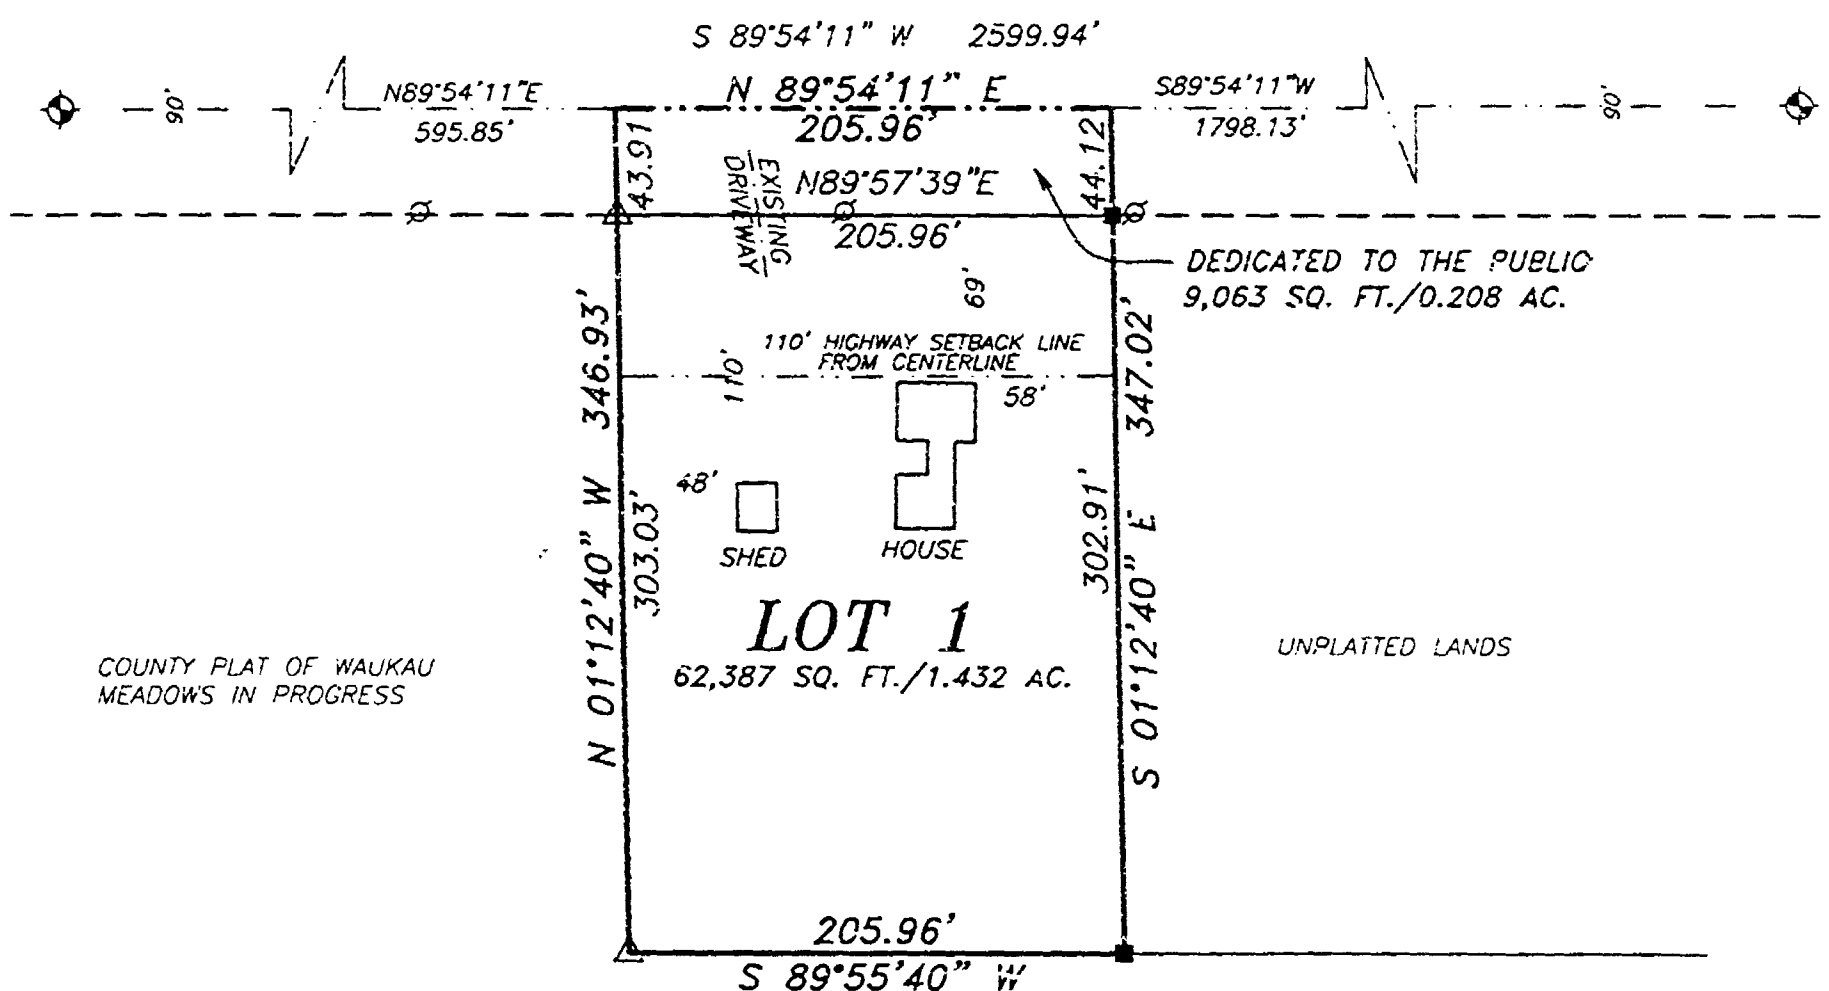 S 89°54'11" W 2599.94'
N89°54'11"E
595.85'
N 89°54'11" E
205.96'
S89°54'11"W
1798.13'
90'
90'
43.91
44.12
EXISTING
DRIVEWAY
N89°57'39"E
205.96'
DEDICATED TO THE PUBLIC
9,063 SQ. FT./0.208 AC.
69'
110' HIGHWAY SETBACK LINE
FROM CENTERLINE
110'
58'
N 01°12'40" W 346.93'
303.03'
S 01°12'40" E 347.02'
302.91'
48'
SHED
HOUSE
LOT 1
62,387 SQ. FT./1.432 AC.
COUNTY PLAT OF WAUKAU
MEADOWS IN PROGRESS
UNPLATTED LANDS
205.96'
S 89°55'40" W